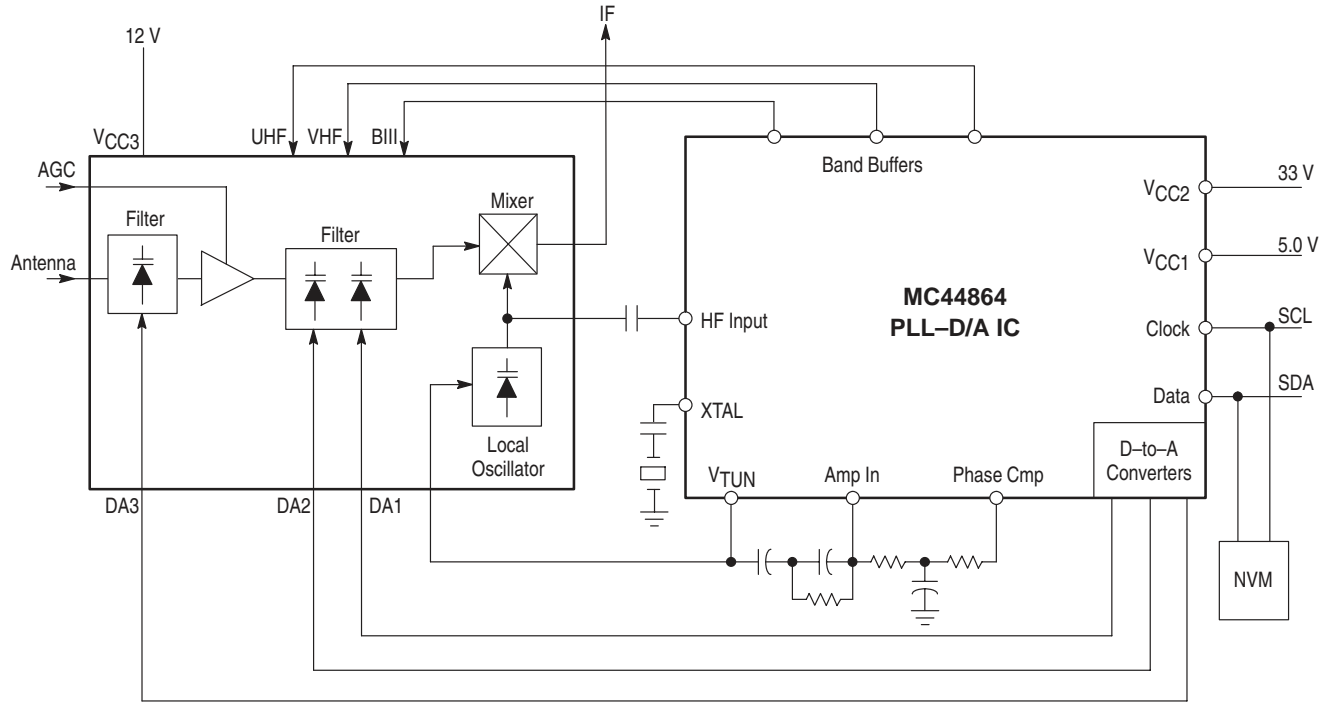 IF
12 V
VCC3
UHF
VHF
BIII
AGC
Filter
Antenna
Filter
Mixer
Local
Oscillator
DA3
DA2
DA1
Band Buffers
MC44864
PLL–D/A IC
HF Input
XTAL
VTUN
Amp In
Phase Cmp
VCC2
33 V
VCC1
5.0 V
Clock
SCL
Data
SDA
D–to–A
Converters
NVM